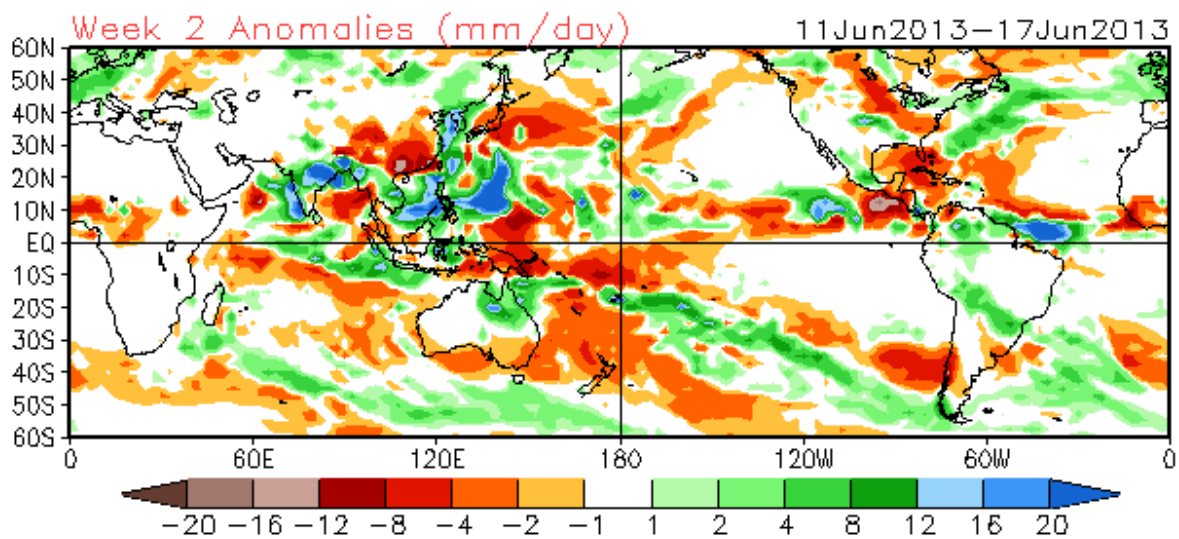 Week 2 Anomalies (mm/day) 11Jun2013−17Jun2013
60N
50N
40N
30N
20N
10N
EQ
10S
20S
30S
40S
50S
60S
0 60E 120E 180 120W 60W 0
−20 −16 −12 −8 −4 −2 −1 1 2 4 8 12 16 20